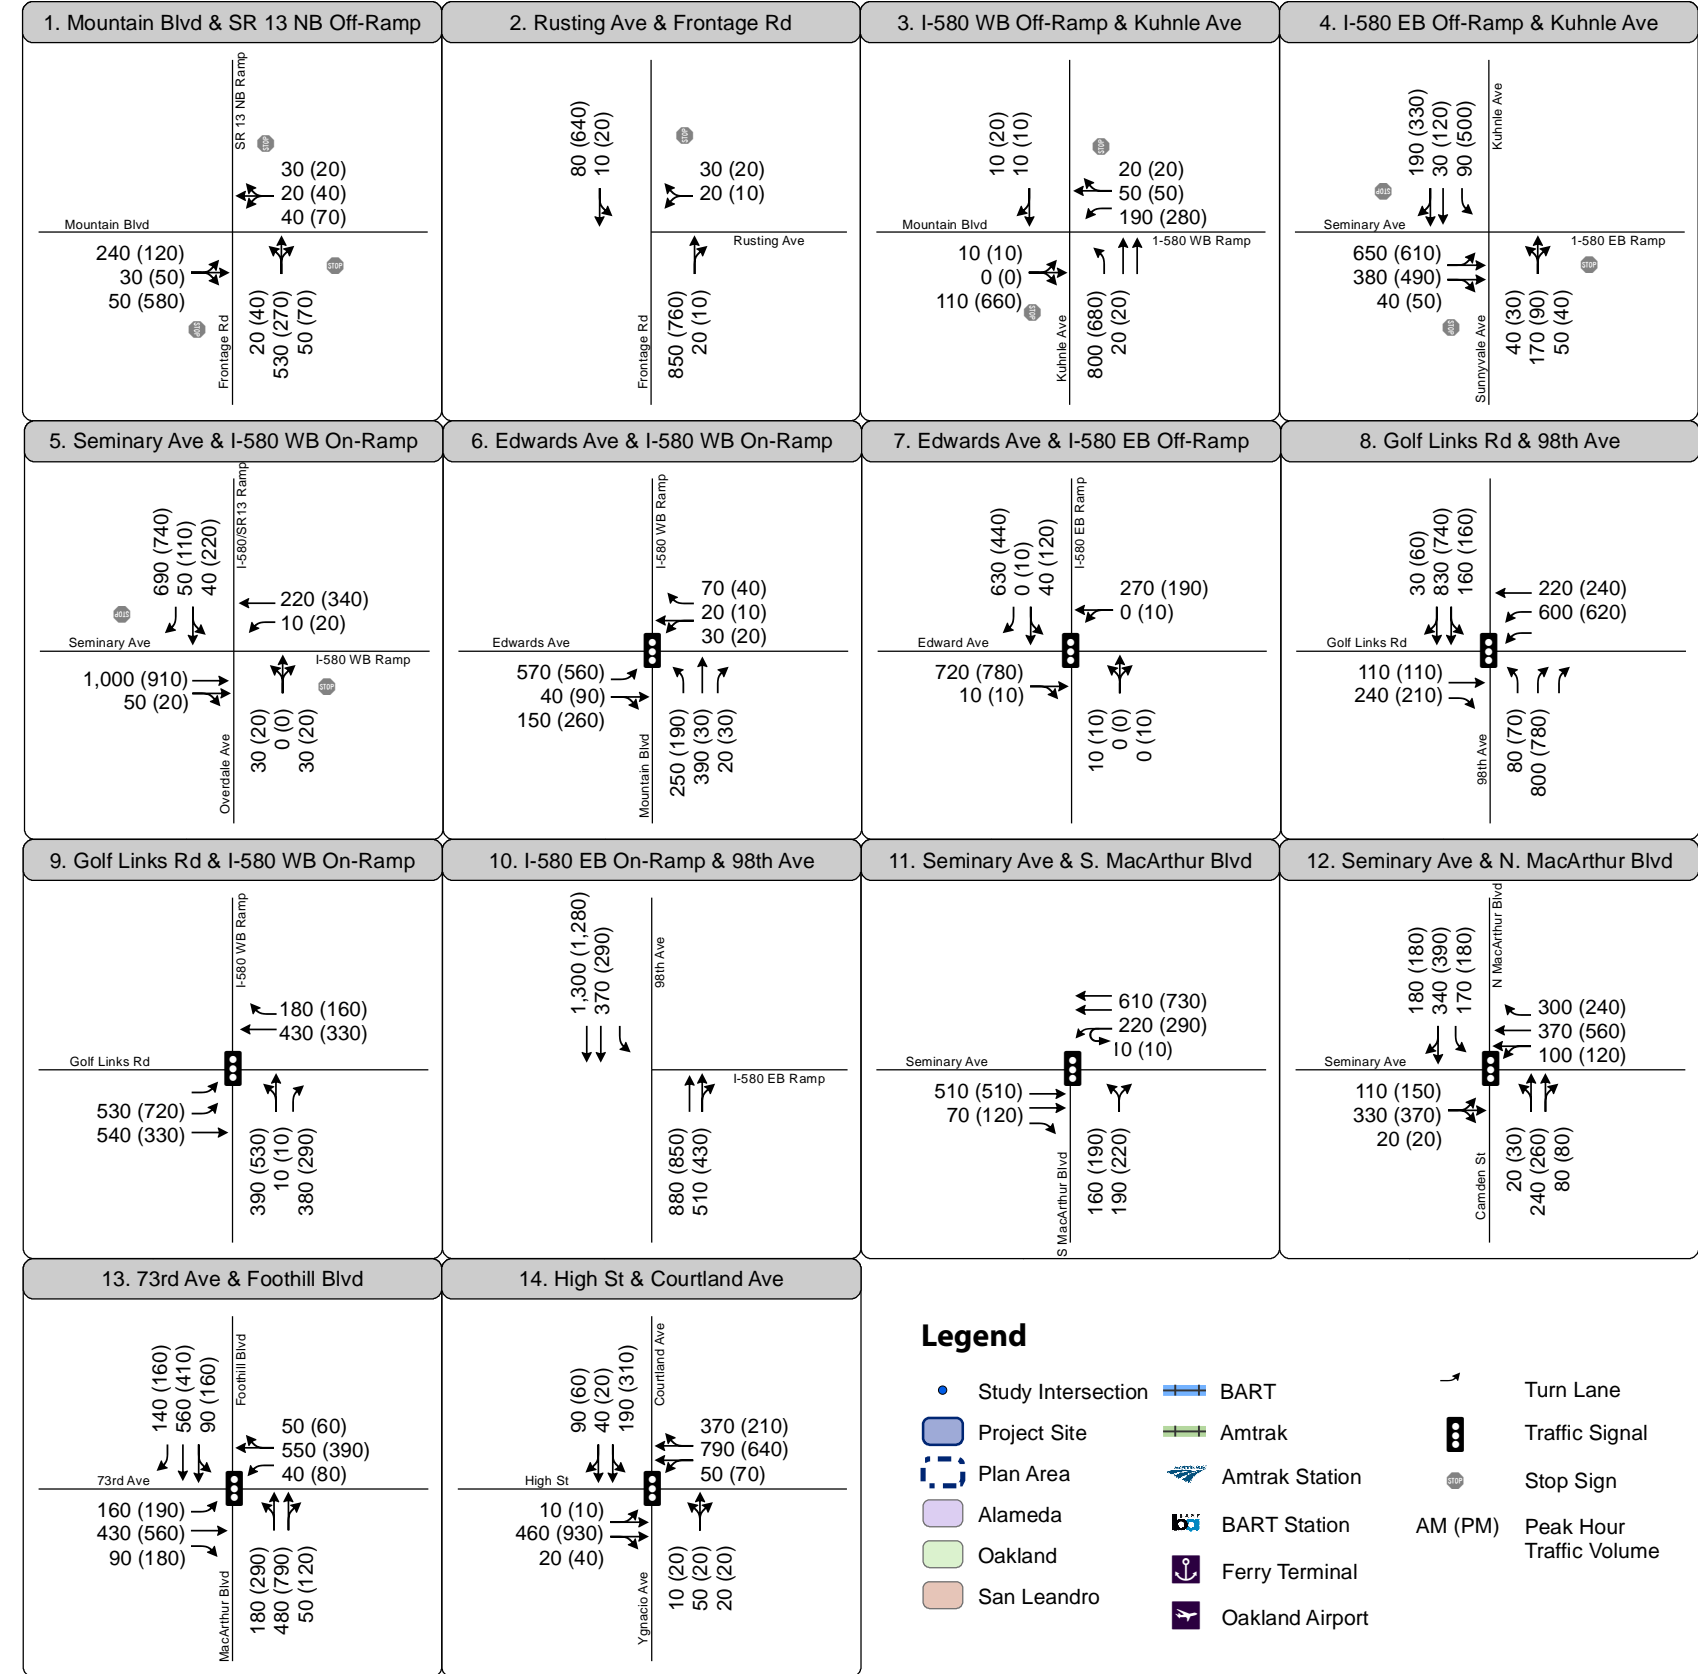 1. Mountain Blvd & SR 13 NB Off-Ramp
SR 13 NB Ramp
STOP
30 (20)
20 (40)
40 (70)
Mountain Blvd
240 (120)
30 (50)
50 (580)
STOP
STOP
Frontage Rd
20 (40)
530 (270)
50 (70)
2. Rusting Ave & Frontage Rd
80 (640)
10 (20)
STOP
30 (20)
20 (10)
Rusting Ave
Frontage Rd
850 (760)
20 (10)
3. I-580 WB Off-Ramp & Kuhnle Ave
10 (20)
10 (10)
STOP
20 (20)
50 (50)
190 (280)
Mountain Blvd
1-580 WB Ramp
10 (10)
0 (0)
110 (660)
STOP
Kuhnle Ave
800 (680)
20 (20)
4. I-580 EB Off-Ramp & Kuhnle Ave
190 (330)
30 (120)
90 (500)
Kuhnle Ave
STOP
Seminary Ave
1-580 EB Ramp
650 (610)
380 (490)
40 (50)
STOP
STOP
Sunnyvale Ave
40 (30)
170 (90)
50 (40)
5. Seminary Ave & I-580 WB On-Ramp
690 (740)
50 (110)
40 (220)
I-580/SR13 Ramp
STOP
220 (340)
10 (20)
Seminary Ave
I-580 WB Ramp
1,000 (910)
50 (20)
STOP
Overdale Ave
30 (20)
0 (0)
30 (20)
6. Edwards Ave & I-580 WB On-Ramp
I-580 WB Ramp
70 (40)
20 (10)
30 (20)
Edwards Ave
570 (560)
40 (90)
150 (260)
Mountain Blvd
250 (190)
390 (30)
20 (30)
7. Edwards Ave & I-580 EB Off-Ramp
630 (440)
0 (10)
40 (120)
I-580 EB Ramp
270 (190)
0 (10)
Edward Ave
720 (780)
10 (10)
10 (10)
0 (0)
0 (10)
8. Golf Links Rd & 98th Ave
30 (60)
830 (740)
160 (160)
220 (240)
600 (620)
Golf Links Rd
110 (110)
240 (210)
98th Ave
80 (70)
800 (780)
9. Golf Links Rd & I-580 WB On-Ramp
I-580 WB Ramp
180 (160)
430 (330)
Golf Links Rd
530 (720)
540 (330)
390 (530)
10 (10)
380 (290)
10. I-580 EB On-Ramp & 98th Ave
1,300 (1,280)
370 (290)
98th Ave
I-580 EB Ramp
880 (850)
510 (430)
11. Seminary Ave & S. MacArthur Blvd
610 (730)
220 (290)
10 (10)
Seminary Ave
510 (510)
70 (120)
S MacArthur Blvd
160 (190)
190 (220)
12. Seminary Ave & N. MacArthur Blvd
180 (180)
340 (390)
170 (180)
N MacArthur Blvd
300 (240)
370 (560)
100 (120)
Seminary Ave
110 (150)
330 (370)
20 (20)
Camden St
20 (30)
240 (260)
80 (80)
13. 73rd Ave & Foothill Blvd
140 (160)
560 (410)
90 (160)
Foothill Blvd
50 (60)
550 (390)
40 (80)
73rd Ave
160 (190)
430 (560)
90 (180)
MacArthur Blvd
180 (290)
480 (790)
50 (120)
14. High St & Courtland Ave
90 (60)
40 (20)
190 (310)
Courtland Ave
370 (210)
790 (640)
50 (70)
High St
10 (10)
460 (930)
20 (40)
Ygnacio Ave
10 (20)
50 (20)
20 (20)
Legend
Study Intersection
Project Site
Plan Area
Alameda
Oakland
San Leandro
BART
Amtrak
Amtrak Station
BART Station
Ferry Terminal
Oakland Airport
Turn Lane
Traffic Signal
STOP
Stop Sign
AM (PM)
Peak Hour
Traffic Volume